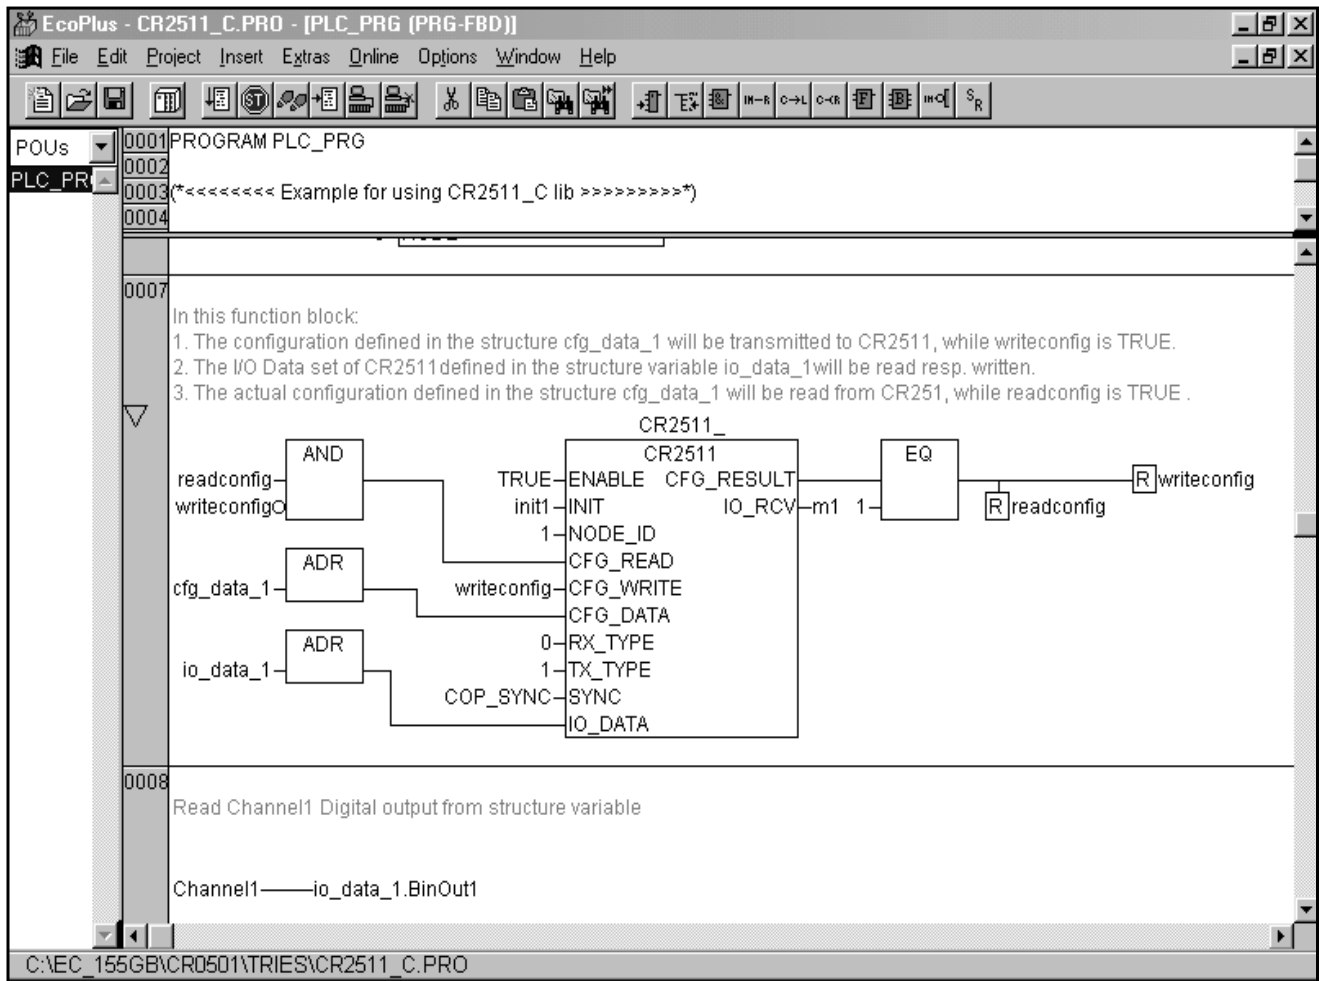 EcoPlus - CR2511_C.PRO - [PLC_PRG (PRG-FBD)]
File Edit Project Insert Extras Online Options Window Help
POUs
PLC_PR
0001 PROGRAM PLC_PRG
0002
0003 (*<<<<<<<< Example for using CR2511_C lib >>>>>>>>>*)
0004
0007
In this function block:
1. The configuration defined in the structure cfg_data_1 will be transmitted to CR2511, while writeconfig is TRUE.
2. The I/O Data set of CR2511defined in the structure variable io_data_1will be read resp. written.
3. The actual configuration defined in the structure cfg_data_1 will be read from CR251, while readconfig is TRUE .
CR2511_
AND CR2511 EQ
readconfig TRUE ENABLE CFG_RESULT R writeconfig
writeconfig init1 INIT IO_RCV m1 1 R readconfig
1 NODE_ID
ADR CFG_READ
cfg_data_1 writeconfig CFG_WRITE
CFG_DATA
ADR 0 RX_TYPE
io_data_1 1 TX_TYPE
COP_SYNC SYNC
IO_DATA
0008
Read Channel1 Digital output from structure variable
Channel1 io_data_1.BinOut1
C:\EC_155GB\CR0501\TRIES\CR2511_C.PRO